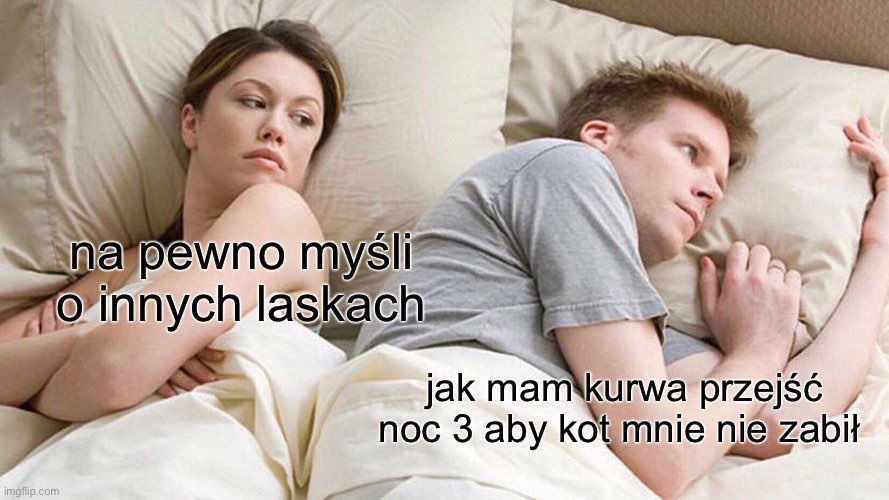 na pewno myśli
o innych laskach
jak mam kurwa przejść
noc 3 aby kot mnie nie zabił
imgflip.com